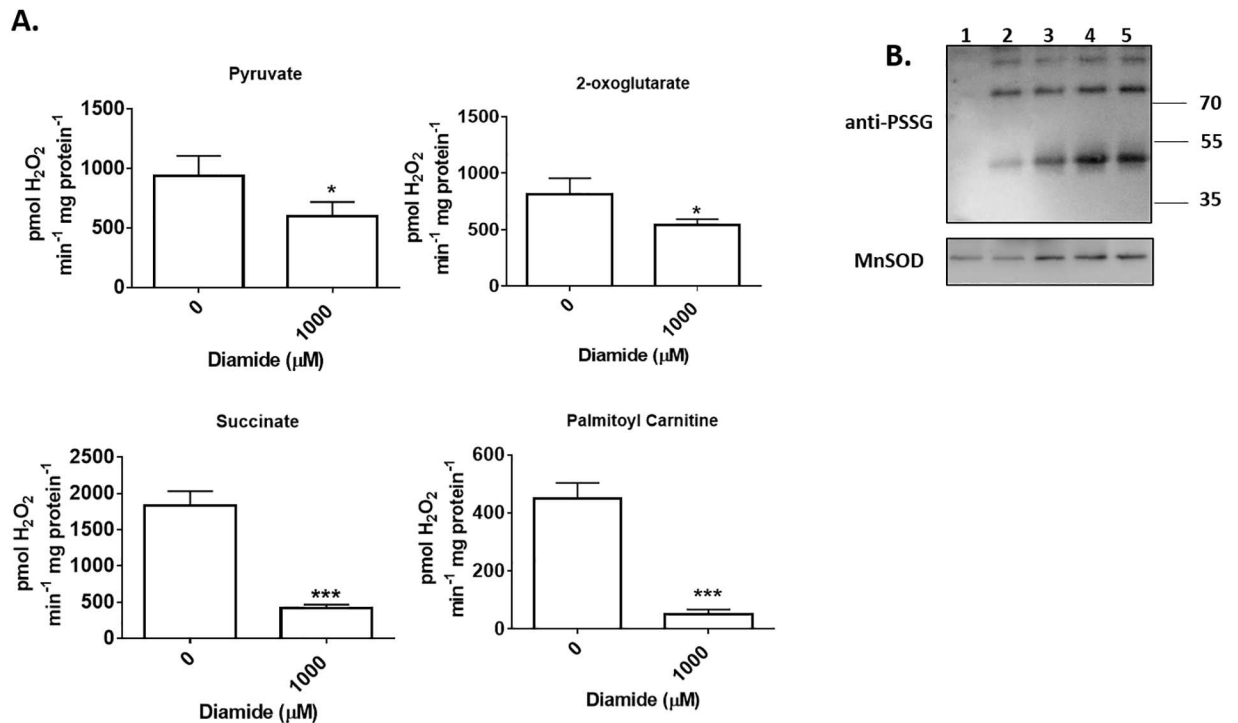 A.
Pyruvate
pmol H₂O₂
min⁻¹ mg protein⁻¹
1500
1000
500
0
*
0
1000
Diamide (μM)
2-oxoglutarate
pmol H₂O₂
min⁻¹ mg protein⁻¹
1500
1000
500
0
*
0
1000
Diamide (μM)
B.
1 2 3 4 5
anti-PSSG
70
55
35
MnSOD
Succinate
pmol H₂O₂
min⁻¹ mg protein⁻¹
2500
2000
1500
1000
500
0
***
0
1000
Diamide (μM)
Palmitoyl Carnitine
pmol H₂O₂
min⁻¹ mg protein⁻¹
600
400
200
0
***
0
1000
Diamide (μM)